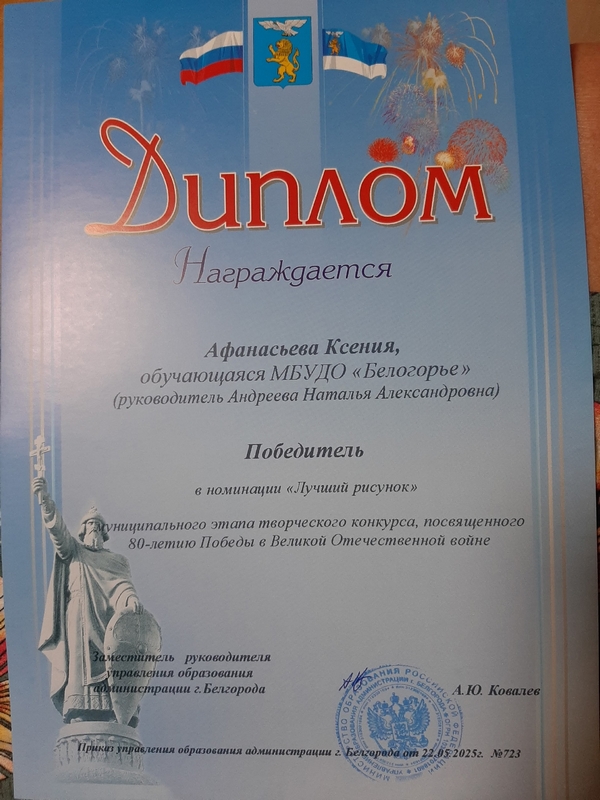 Диплом
Награждается
Афанасьева Ксения,
обучающаяся МБУДО «Белогорье»
(руководитель Андреева Наталья Александровна)
Победитель
в номинации «Лучший рисунок»
муниципального этапа творческого конкурса, посвященного
80-летию Победы в Великой Отечественной войне
Заместитель руководителя
управления образования
администрации г.Белгорода
А.Ю. Ковалев
Приказ управления образования администрации г. Белгорода от 22.05.2025г. №723